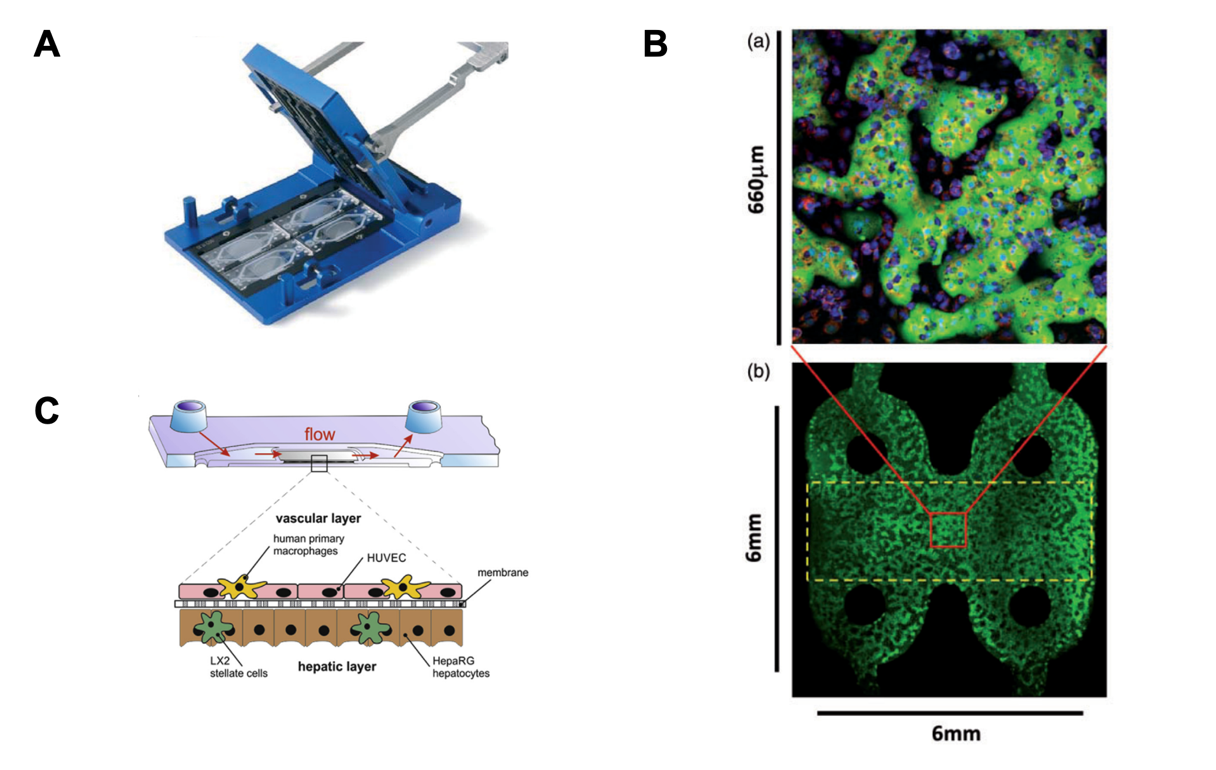 A
B
(a)
660μm
(b)
6mm
6mm
C
flow
vascular layer
human primary
macrophages
HUVEC
membrane
LX2
stellate cells
hepatic layer
HepaRG
hepatocytes